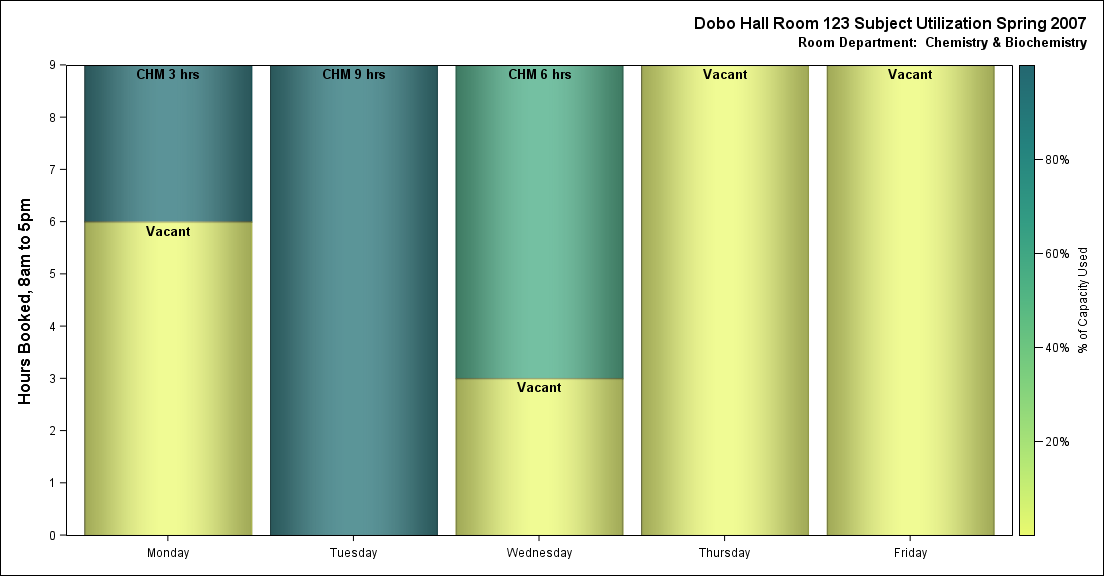 Dobo Hall Room 123 Subject Utilization Spring 2007
Room Department:  Chemistry & Biochemistry
Hours Booked, 8am to 5pm
9
8
7
6
5
4
3
2
1
0
CHM 3 hrs
Vacant
CHM 9 hrs
CHM 6 hrs
Vacant
Vacant
Vacant
Monday
Tuesday
Wednesday
Thursday
Friday
80%
60%
40%
20%
% of Capacity Used